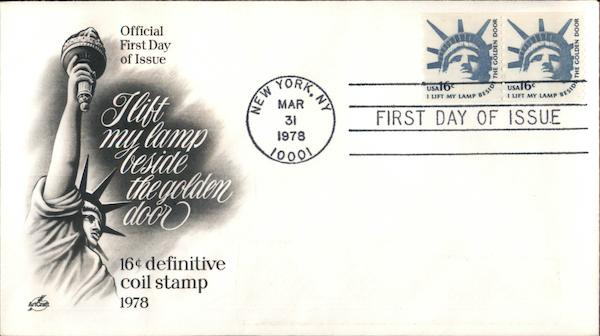 Official
First Day
of Issue
I lift
my lamp
beside
the golden
door
16¢ definitive
coil stamp
1978
ArtCraft
NEW YORK, NY
MAR
31
1978
10001
USA 16c
I LIFT MY LAMP BESIDE
THE GOLDEN DOOR
USA 16c
I LIFT MY LAMP BESIDE
THE GOLDEN DOOR
FIRST DAY OF ISSUE